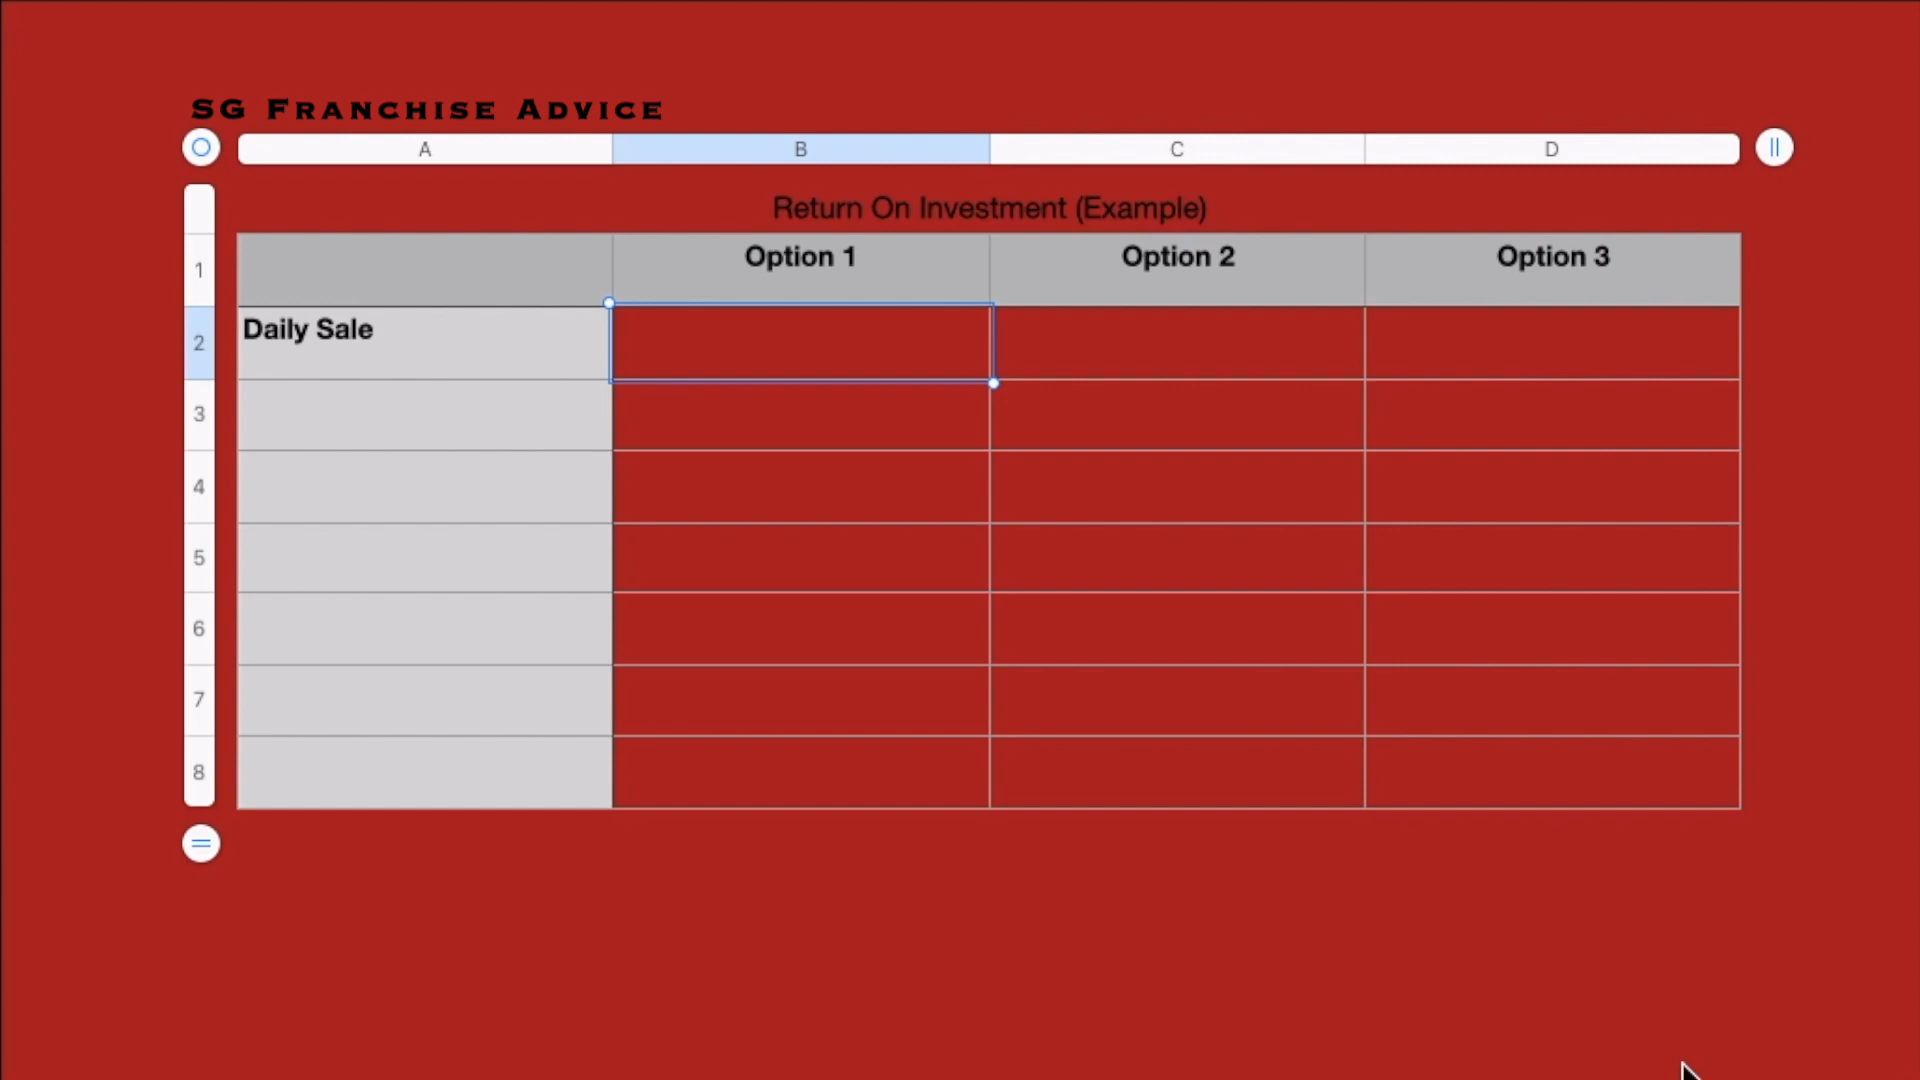 SG Franchise Advice
A B C D
Return On Investment (Example)
1 Option 1 Option 2 Option 3
2 Daily Sale
3
4
5
6
7
8